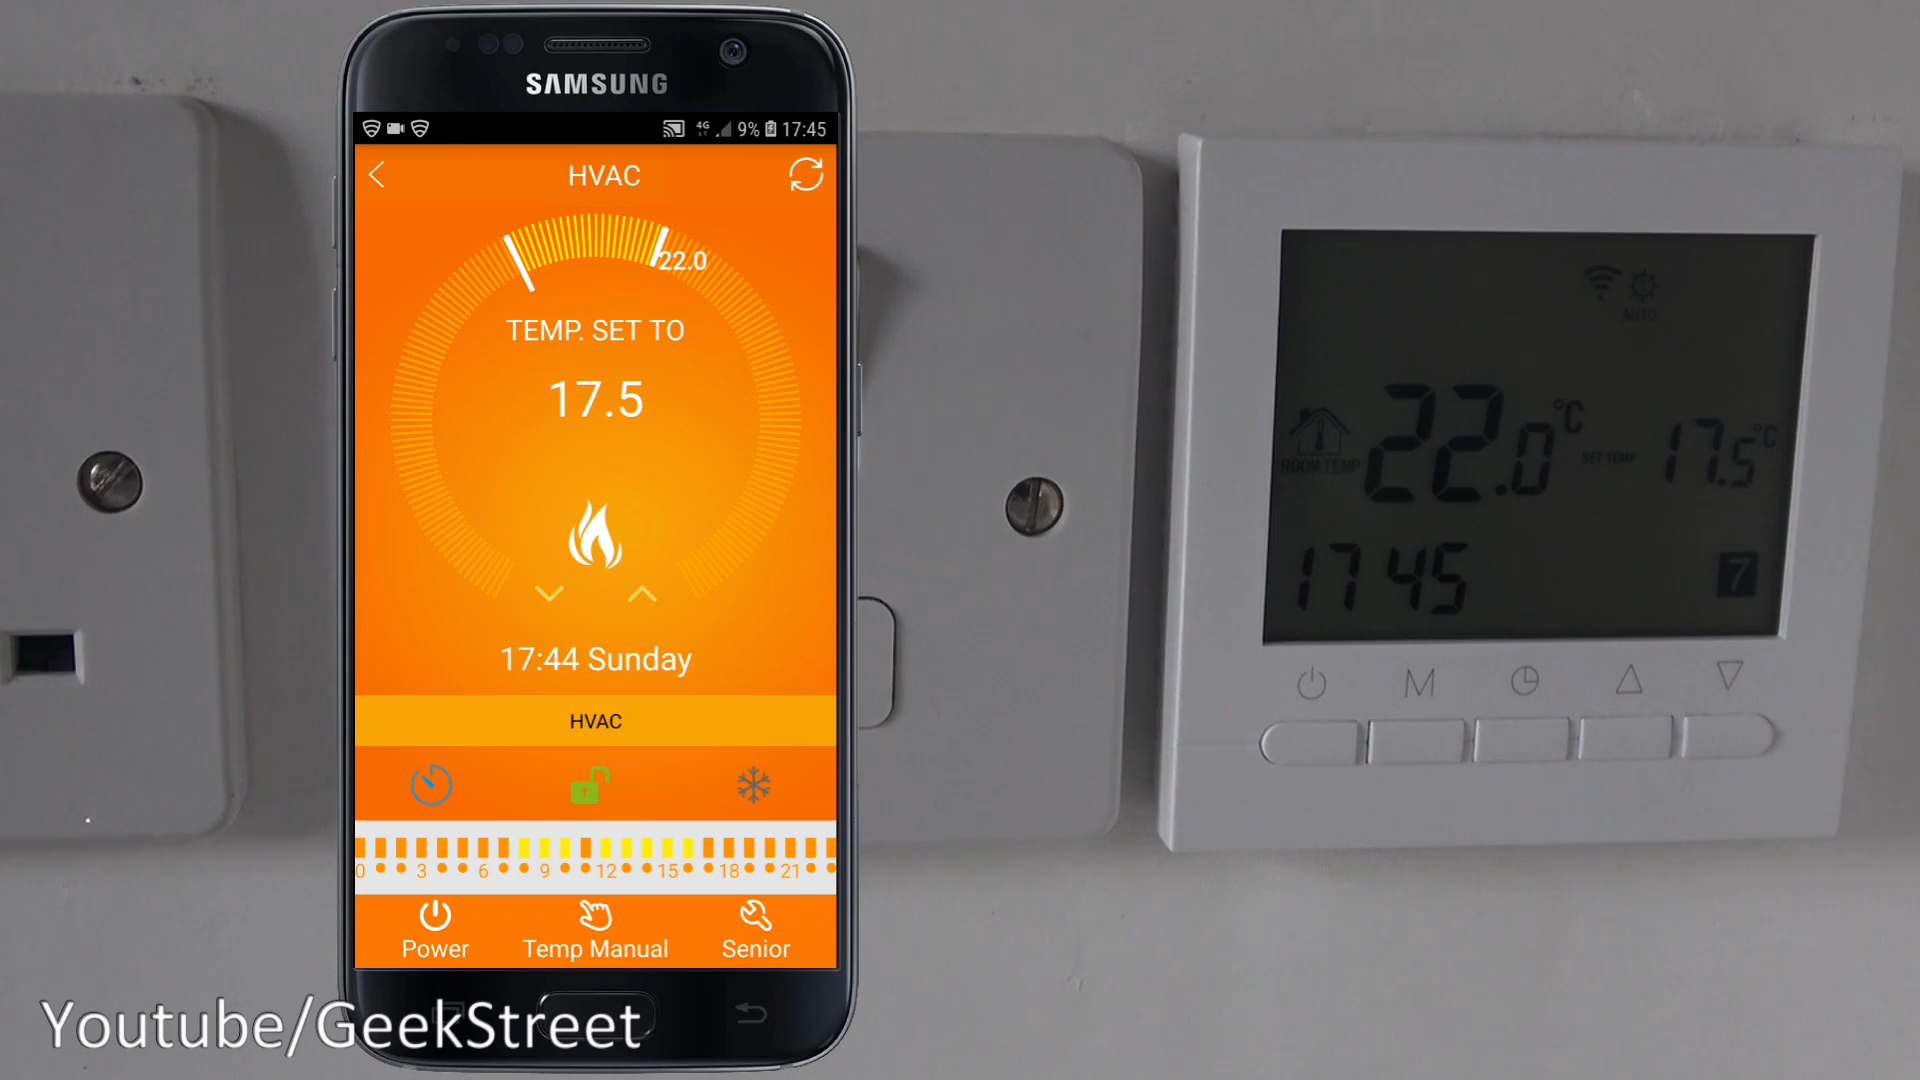 SAMSUNG
4G 9% 17:45
HVAC
22.0
TEMP. SET TO
17.5
17:44 Sunday
HVAC
0 3 6 9 12 15 18 21
Power Temp Manual Senior
AUTO
ROOM TEMP 22.0°C SET TEMP 17.5°C
17 45 7
M
Youtube/GeekStreet